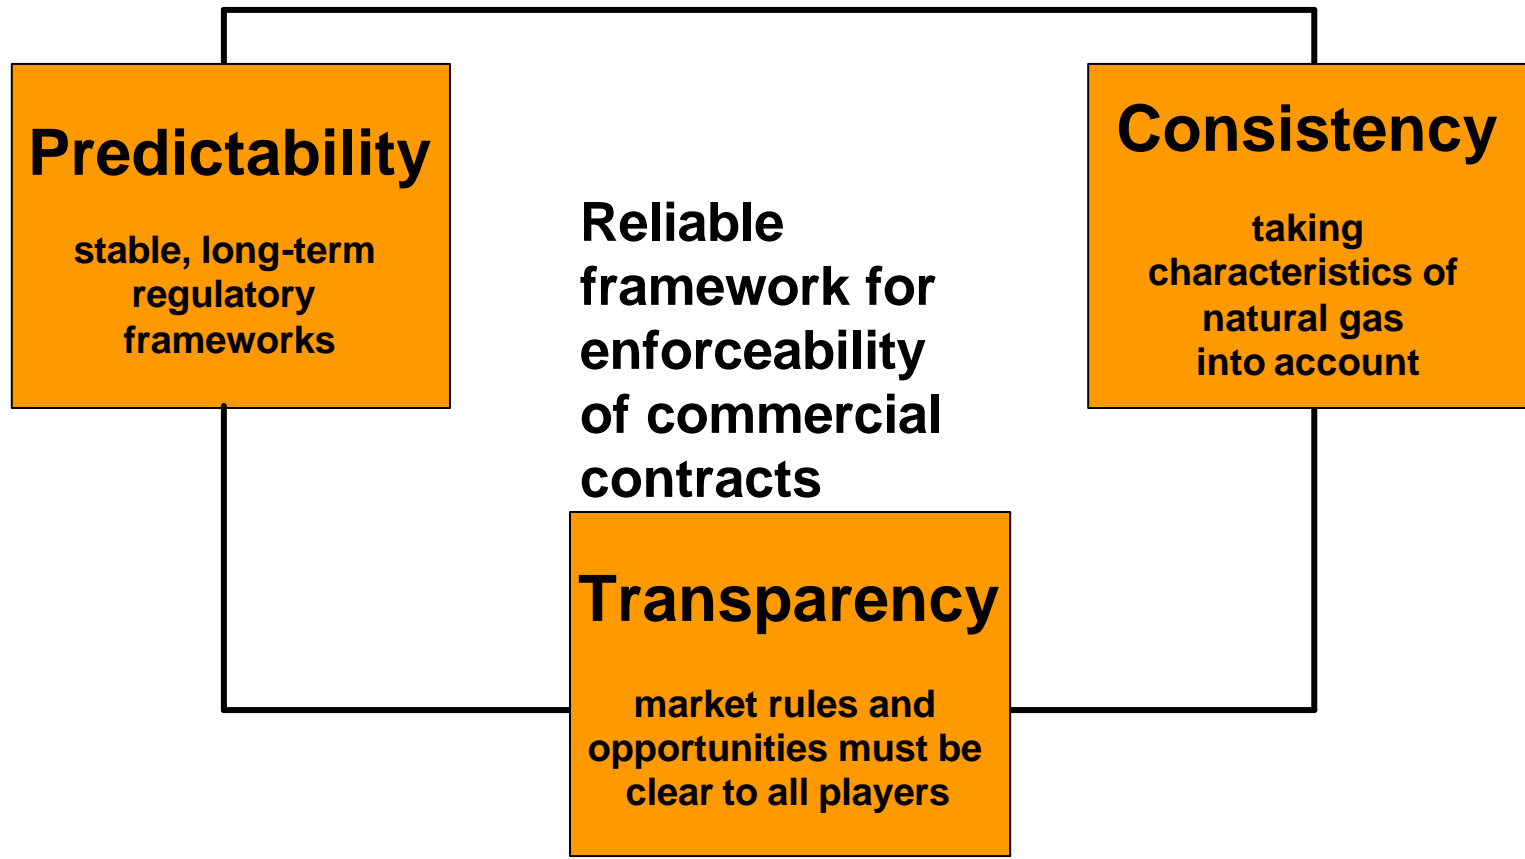 Predictability
stable, long-term
regulatory
frameworks
Reliable
framework for
enforceability
of commercial
contracts
Consistency
taking
characteristics of
natural gas
into account
Transparency
market rules and
opportunities must be
clear to all players